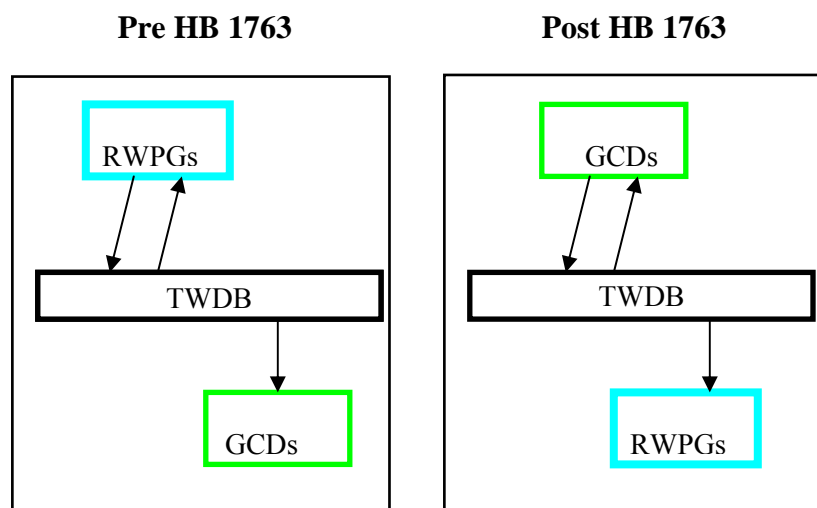 Pre HB 1763
RWPGs
TWDB
GCDs
Post HB 1763
GCDs
TWDB
RWPGs